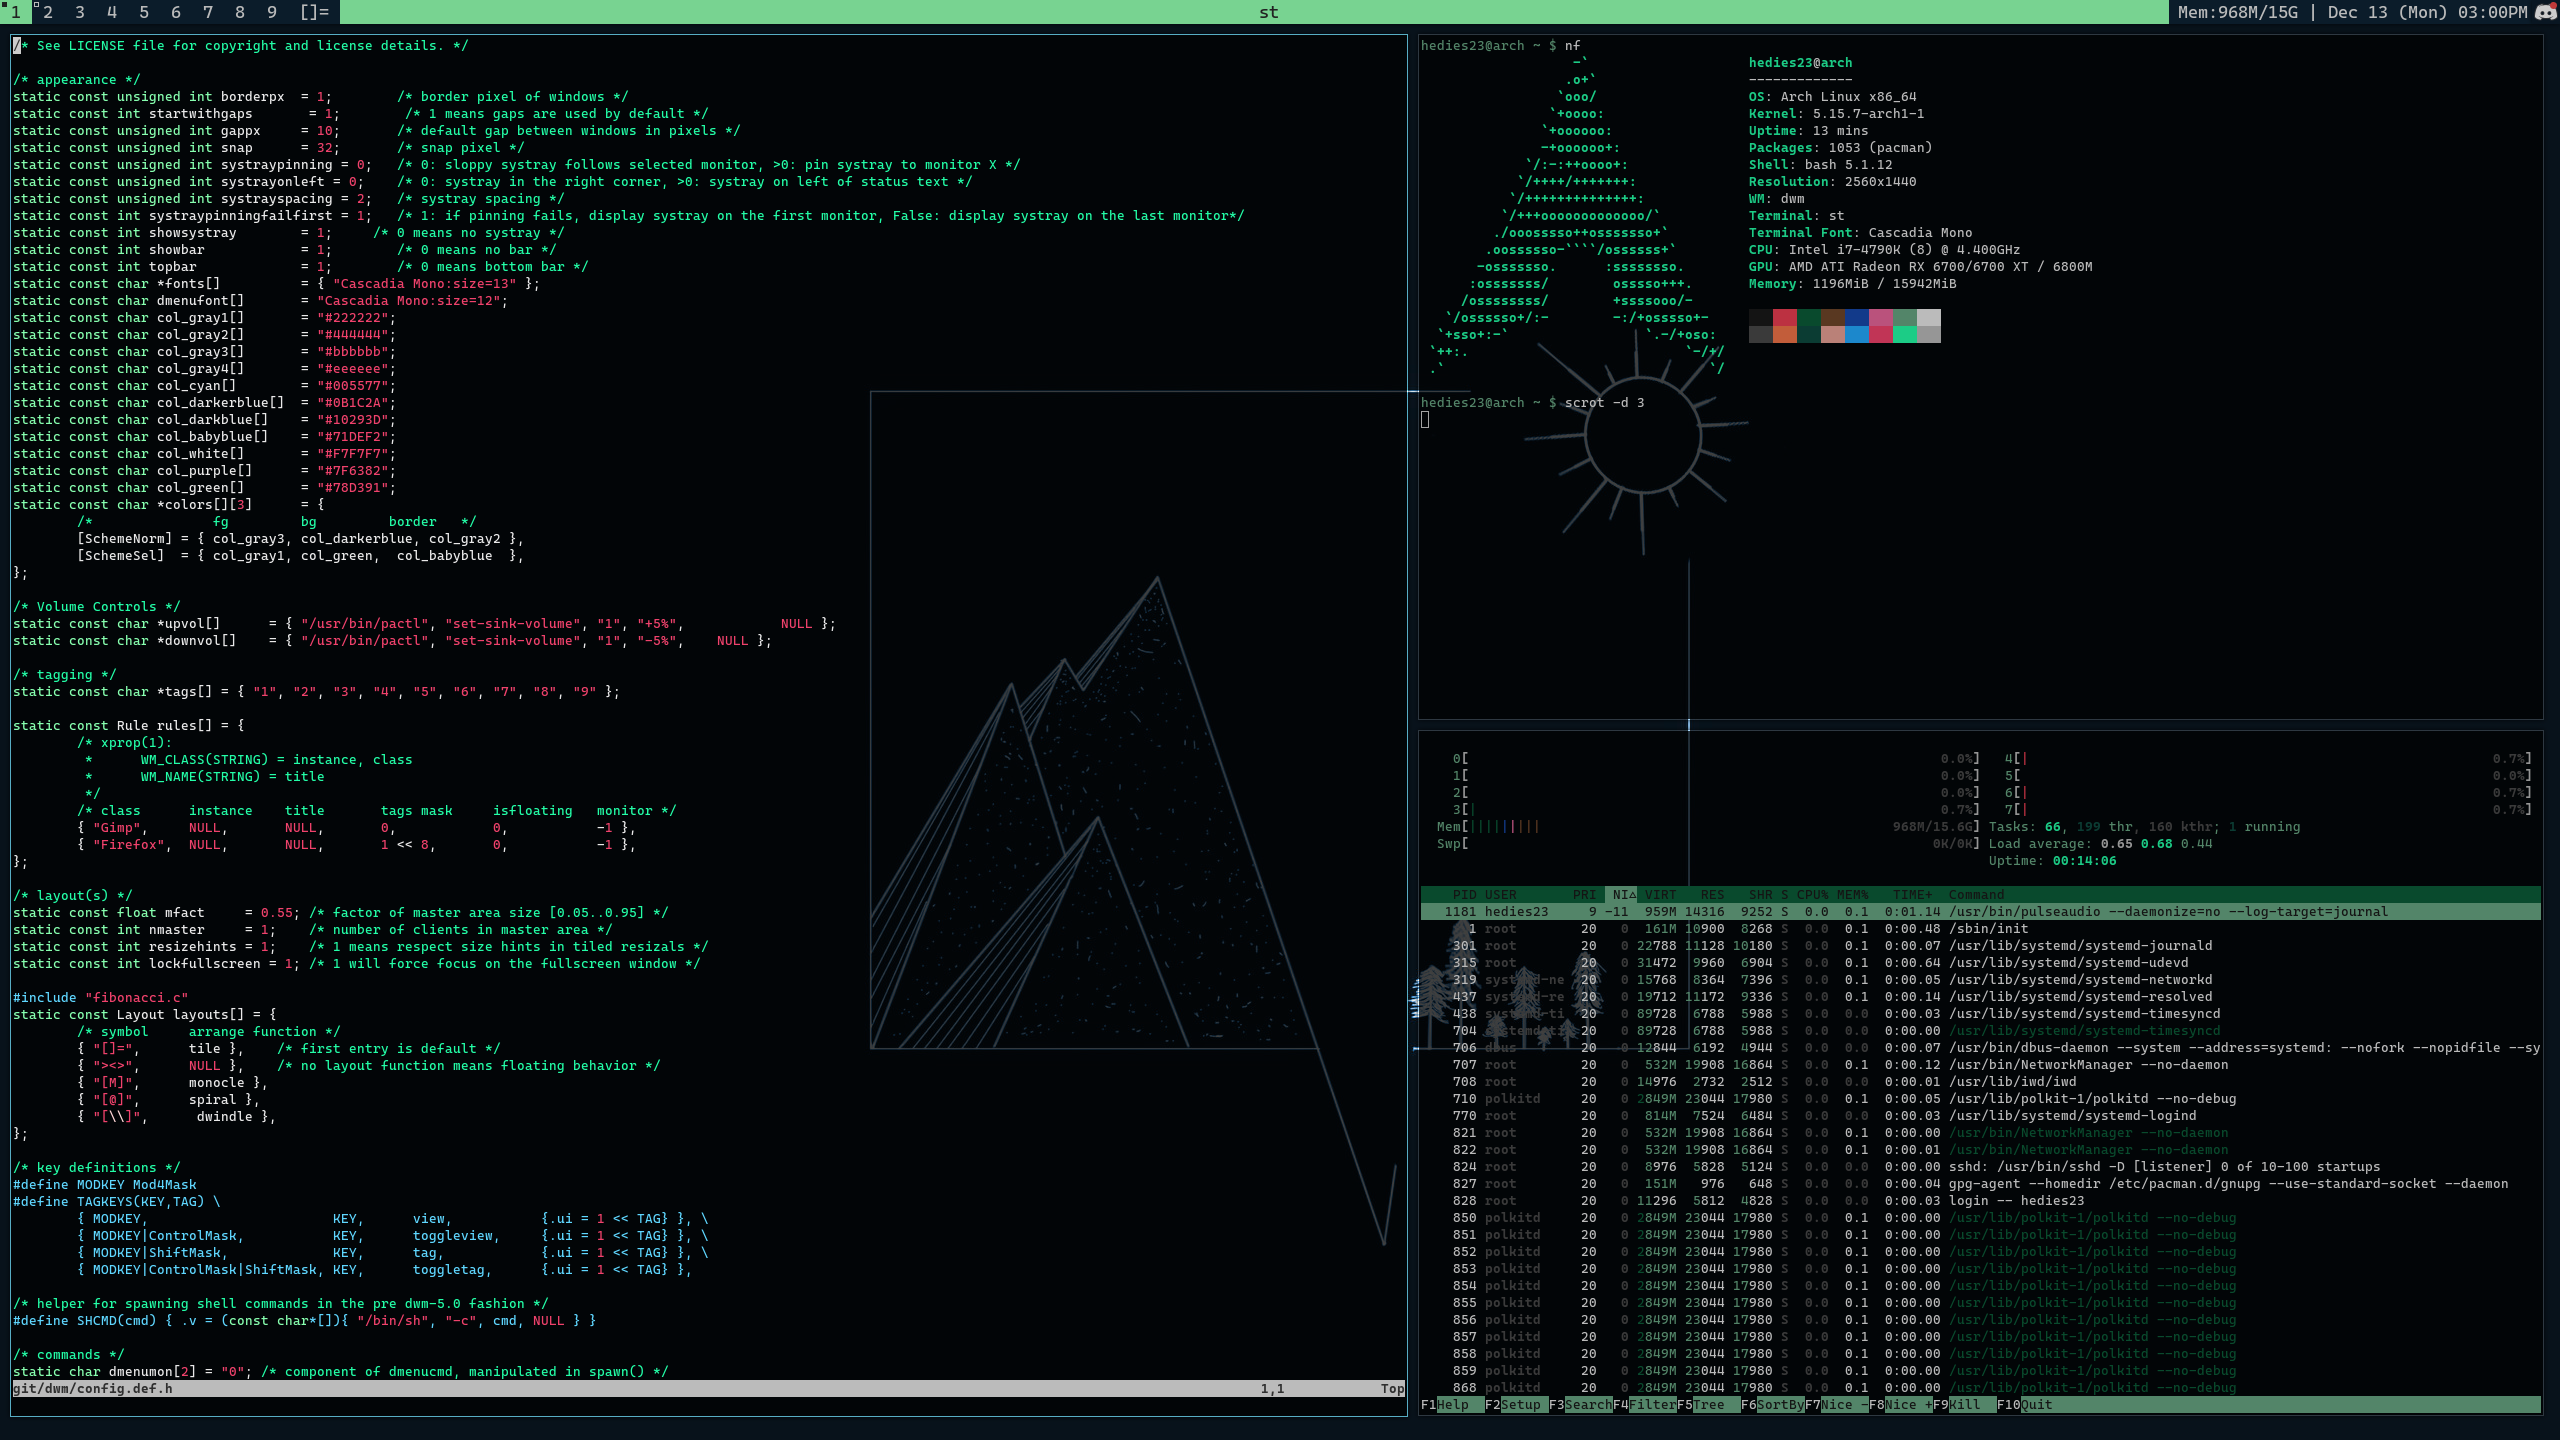 1 2 3 4 5 6 7 8 9 []= st Mem:968M/15G | Dec 13 (Mon) 03:00PM
/* See LICENSE file for copyright and license details. */
/* appearance */
static const unsigned int borderpx  = 1;        /* border pixel of windows */
static const int startwithgaps       = 1;        /* 1 means gaps are used by default */
static const unsigned int gappx     = 10;       /* default gap between windows in pixels */
static const unsigned int snap      = 32;       /* snap pixel */
static const unsigned int systraypinning = 0;   /* 0: sloppy systray follows selected monitor, >0: pin systray to monitor X */
static const unsigned int systrayonleft = 0;    /* 0: systray in the right corner, >0: systray on left of status text */
static const unsigned int systrayspacing = 2;   /* systray spacing */
static const int systraypinningfailfirst = 1;   /* 1: if pinning fails, display systray on the first monitor, False: display systray on the last monitor*/
static const int showsystray        = 1;     /* 0 means no systray */
static const int showbar            = 1;        /* 0 means no bar */
static const int topbar             = 1;        /* 0 means bottom bar */
static const char *fonts[]          = { "Cascadia Mono:size=13" };
static const char dmenufont[]       = "Cascadia Mono:size=12";
static const char col_gray1[]       = "#222222";
static const char col_gray2[]       = "#444444";
static const char col_gray3[]       = "#bbbbbb";
static const char col_gray4[]       = "#eeeeee";
static const char col_cyan[]        = "#005577";
static const char col_darkerblue[]  = "#0B1C2A";
static const char col_darkblue[]    = "#10293D";
static const char col_babyblue[]    = "#71DEF2";
static const char col_white[]       = "#F7F7F7";
static const char col_purple[]      = "#7F6382";
static const char col_green[]       = "#78D391";
static const char *colors[][3]      = {
/*               fg         bg         border   */
[SchemeNorm] = { col_gray3, col_darkerblue, col_gray2 },
[SchemeSel]  = { col_gray1, col_green,  col_babyblue  },
};
/* Volume Controls */
static const char *upvol[]      = { "/usr/bin/pactl", "set-sink-volume", "1", "+5%",            NULL };
static const char *downvol[]    = { "/usr/bin/pactl", "set-sink-volume", "1", "-5%",    NULL };
/* tagging */
static const char *tags[] = { "1", "2", "3", "4", "5", "6", "7", "8", "9" };
static const Rule rules[] = {
/* xprop(1):
*      WM_CLASS(STRING) = instance, class
*      WM_NAME(STRING) = title
*/
/* class      instance    title       tags mask     isfloating   monitor */
{ "Gimp",     NULL,       NULL,       0,            0,           -1 },
{ "Firefox",  NULL,       NULL,       1 << 8,       0,           -1 },
};
/* layout(s) */
static const float mfact     = 0.55; /* factor of master area size [0.05..0.95] */
static const int nmaster     = 1;    /* number of clients in master area */
static const int resizehints = 1;    /* 1 means respect size hints in tiled resizals */
static const int lockfullscreen = 1; /* 1 will force focus on the fullscreen window */
#include "fibonacci.c"
static const Layout layouts[] = {
/* symbol     arrange function */
{ "[]=",      tile },    /* first entry is default */
{ "><>",      NULL },    /* no layout function means floating behavior */
{ "[M]",      monocle },
{ "[@]",      spiral },
{ "[\\]",      dwindle },
};
/* key definitions */
#define MODKEY Mod4Mask
#define TAGKEYS(KEY,TAG) \
{ MODKEY,                       KEY,      view,           {.ui = 1 << TAG} }, \
{ MODKEY|ControlMask,           KEY,      toggleview,     {.ui = 1 << TAG} }, \
{ MODKEY|ShiftMask,             KEY,      tag,            {.ui = 1 << TAG} }, \
{ MODKEY|ControlMask|ShiftMask, KEY,      toggletag,      {.ui = 1 << TAG} },
/* helper for spawning shell commands in the pre dwm-5.0 fashion */
#define SHCMD(cmd) { .v = (const char*[]){ "/bin/sh", "-c", cmd, NULL } }
/* commands */
static char dmenumon[2] = "0"; /* component of dmenucmd, manipulated in spawn() */
git/dwm/config.def.h 1,1 Top
hedies23@arch ~ $ nf
-` hedies23@arch
.o+` -------------
`ooo/ OS: Arch Linux x86_64
`+oooo: Kernel: 5.15.7-arch1-1
`+oooooo: Uptime: 13 mins
-+oooooo+: Packages: 1053 (pacman)
`/:-:++oooo+: Shell: bash 5.1.12
`/++++/+++++++: Resolution: 2560x1440
`/++++++++++++++: WM: dwm
`/+++ooooooooooooo/` Terminal: st
./ooosssso++osssssso+` Terminal Font: Cascadia Mono
.oossssso-````/ossssss+` CPU: Intel i7-4790K (8) @ 4.400GHz
-osssssso. :ssssssso. GPU: AMD ATI Radeon RX 6700/6700 XT / 6800M
:osssssss/ osssso+++. Memory: 1196MiB / 15942MiB
/ossssssss/ +ssssooo/-
`/ossssso+/:- -:/+osssso+-
`+sso+:-` `.-/+oso:
`++:. `-/+/
.` `/
hedies23@arch ~ $ scrot -d 3
0[ 0.0%] 4[| 0.7%]
1[ 0.0%] 5[ 0.0%]
2[ 0.0%] 6[| 0.7%]
3[| 0.7%] 7[| 0.7%]
Mem[||||||||| 968M/15.6G] Tasks: 66, 199 thr, 160 kthr; 1 running
Swp[ 0K/0K] Load average: 0.65 0.68 0.44
Uptime: 00:14:06
PID USER PRI NI△ VIRT RES SHR S CPU% MEM% TIME+ Command
1181 hedies23 9 -11 959M 14316 9252 S 0.0 0.1 0:01.14 /usr/bin/pulseaudio --daemonize=no --log-target=journal
1 root 20 0 161M 10900 8268 S 0.0 0.1 0:00.48 /sbin/init
301 root 20 0 22788 11128 10180 S 0.0 0.1 0:00.07 /usr/lib/systemd/systemd-journald
315 root 20 0 31472 9960 6904 S 0.0 0.1 0:00.64 /usr/lib/systemd/systemd-udevd
319 systemd-ne 20 0 15768 8364 7396 S 0.0 0.1 0:00.05 /usr/lib/systemd/systemd-networkd
437 systemd-re 20 0 19712 11172 9336 S 0.0 0.1 0:00.14 /usr/lib/systemd/systemd-resolved
438 systemd-ti 20 0 89728 6788 5988 S 0.0 0.0 0:00.03 /usr/lib/systemd/systemd-timesyncd
704 systemd-ti 20 0 89728 6788 5988 S 0.0 0.0 0:00.00 /usr/lib/systemd/systemd-timesyncd
706 dbus 20 0 12844 6192 4944 S 0.0 0.0 0:00.07 /usr/bin/dbus-daemon --system --address=systemd: --nofork --nopidfile --sy
707 root 20 0 532M 19908 16864 S 0.0 0.1 0:00.12 /usr/bin/NetworkManager --no-daemon
708 root 20 0 14976 2732 2512 S 0.0 0.0 0:00.01 /usr/lib/iwd/iwd
710 polkitd 20 0 2849M 23044 17980 S 0.0 0.1 0:00.05 /usr/lib/polkit-1/polkitd --no-debug
770 root 20 0 814M 7524 6484 S 0.0 0.0 0:00.03 /usr/lib/systemd/systemd-logind
821 root 20 0 532M 19908 16864 S 0.0 0.1 0:00.00 /usr/bin/NetworkManager --no-daemon
822 root 20 0 532M 19908 16864 S 0.0 0.1 0:00.01 /usr/bin/NetworkManager --no-daemon
824 root 20 0 8976 5828 5124 S 0.0 0.0 0:00.00 sshd: /usr/bin/sshd -D [listener] 0 of 10-100 startups
827 root 20 0 151M 976 648 S 0.0 0.0 0:00.04 gpg-agent --homedir /etc/pacman.d/gnupg --use-standard-socket --daemon
828 root 20 0 11296 5812 4828 S 0.0 0.0 0:00.03 login -- hedies23
850 polkitd 20 0 2849M 23044 17980 S 0.0 0.1 0:00.00 /usr/lib/polkit-1/polkitd --no-debug
851 polkitd 20 0 2849M 23044 17980 S 0.0 0.1 0:00.00 /usr/lib/polkit-1/polkitd --no-debug
852 polkitd 20 0 2849M 23044 17980 S 0.0 0.1 0:00.00 /usr/lib/polkit-1/polkitd --no-debug
853 polkitd 20 0 2849M 23044 17980 S 0.0 0.1 0:00.00 /usr/lib/polkit-1/polkitd --no-debug
854 polkitd 20 0 2849M 23044 17980 S 0.0 0.1 0:00.00 /usr/lib/polkit-1/polkitd --no-debug
855 polkitd 20 0 2849M 23044 17980 S 0.0 0.1 0:00.00 /usr/lib/polkit-1/polkitd --no-debug
856 polkitd 20 0 2849M 23044 17980 S 0.0 0.1 0:00.00 /usr/lib/polkit-1/polkitd --no-debug
857 polkitd 20 0 2849M 23044 17980 S 0.0 0.1 0:00.00 /usr/lib/polkit-1/polkitd --no-debug
858 polkitd 20 0 2849M 23044 17980 S 0.0 0.1 0:00.00 /usr/lib/polkit-1/polkitd --no-debug
859 polkitd 20 0 2849M 23044 17980 S 0.0 0.1 0:00.00 /usr/lib/polkit-1/polkitd --no-debug
868 polkitd 20 0 2849M 23044 17980 S 0.0 0.1 0:00.00 /usr/lib/polkit-1/polkitd --no-debug
F1Help F2Setup F3SearchF4FilterF5Tree F6SortByF7Nice -F8Nice +F9Kill F10Quit